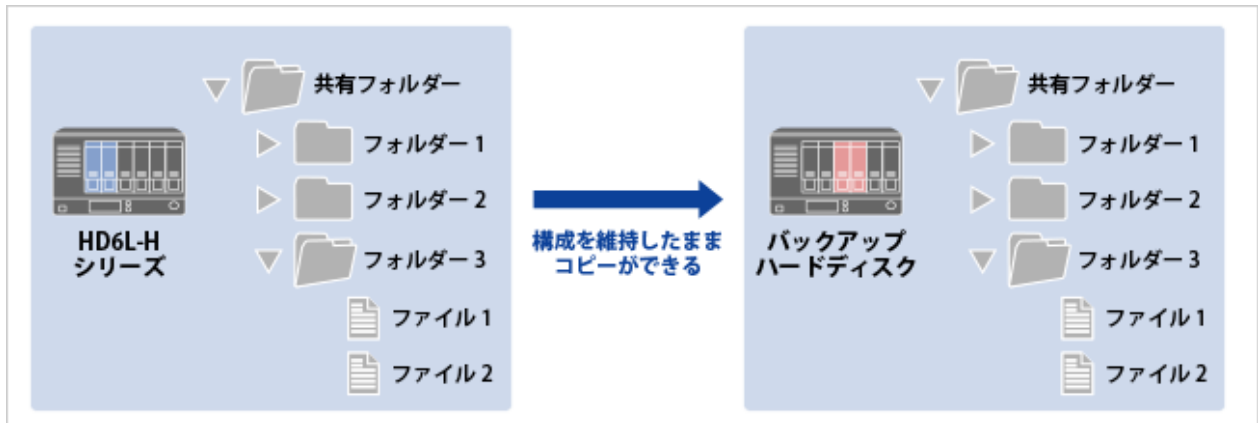 共有フォルダー
フォルダー 1
フォルダー 2
フォルダー 3
ファイル 1
ファイル 2
HD6L-H
シリーズ
構成を維持したまま
コピーができる
共有フォルダー
フォルダー 1
フォルダー 2
フォルダー 3
ファイル 1
ファイル 2
バックアップ
ハードディスク